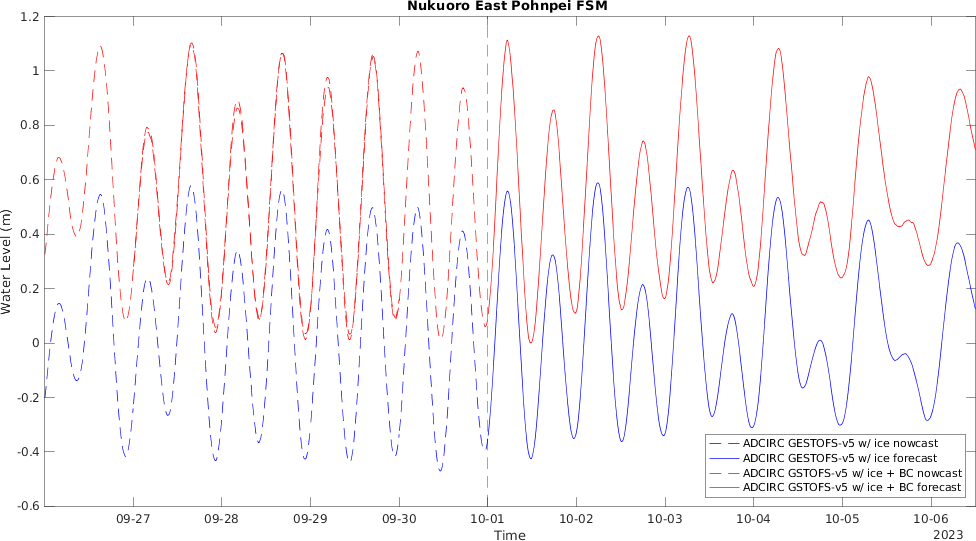 Nukuoro East Pohnpei FSM
1.2
1
0.8
0.6
0.4
0.2
0
-0.2
-0.4
-0.6
Water Level (m)
ADCIRC GESTOFS-v5 w/ ice nowcast
ADCIRC GESTOFS-v5 w/ ice forecast
ADCIRC GSTOFS-v5 w/ ice + BC nowcast
ADCIRC GSTOFS-v5 w/ ice + BC forecast
09-27 09-28 09-29 09-30 10-01 10-02 10-03 10-04 10-05 10-06
Time
2023